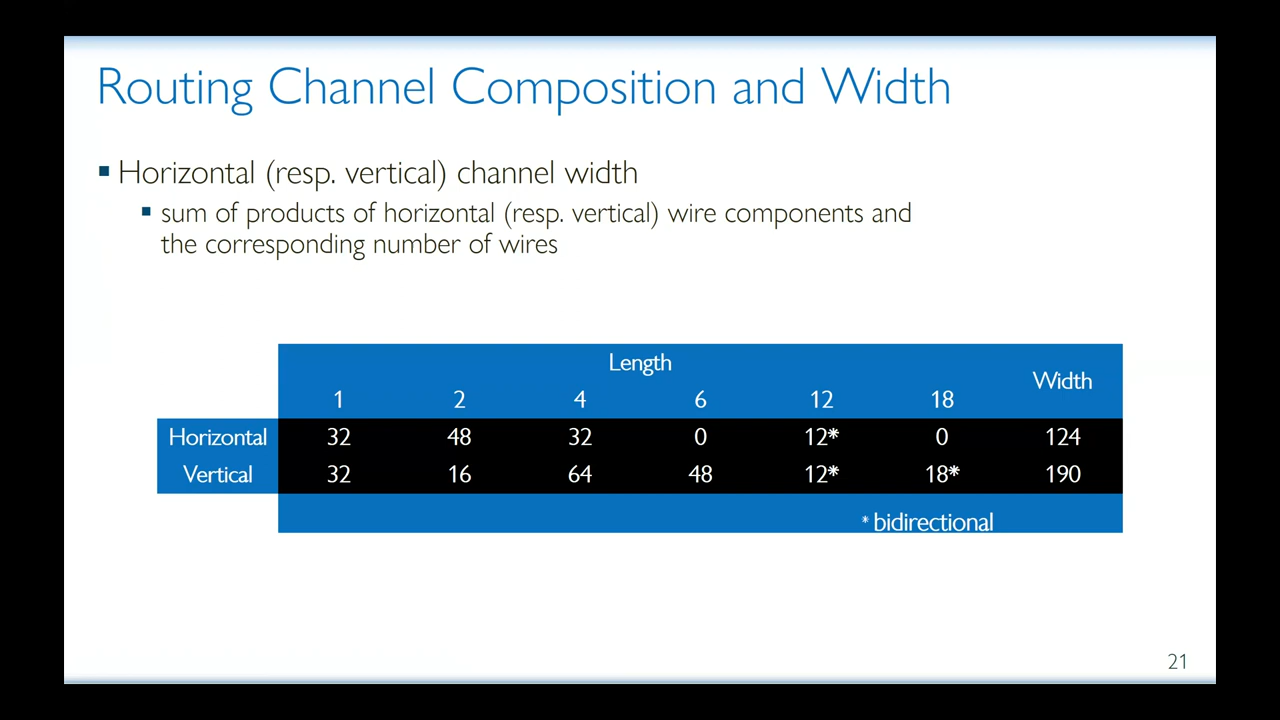 Routing Channel Composition and Width
Horizontal (resp. vertical) channel width
sum of products of horizontal (resp. vertical) wire components and
the corresponding number of wires
Length
Width
1 2 4 6 12 18
Horizontal 32 48 32 0 12* 0 124
Vertical 32 16 64 48 12* 18* 190
* bidirectional
21